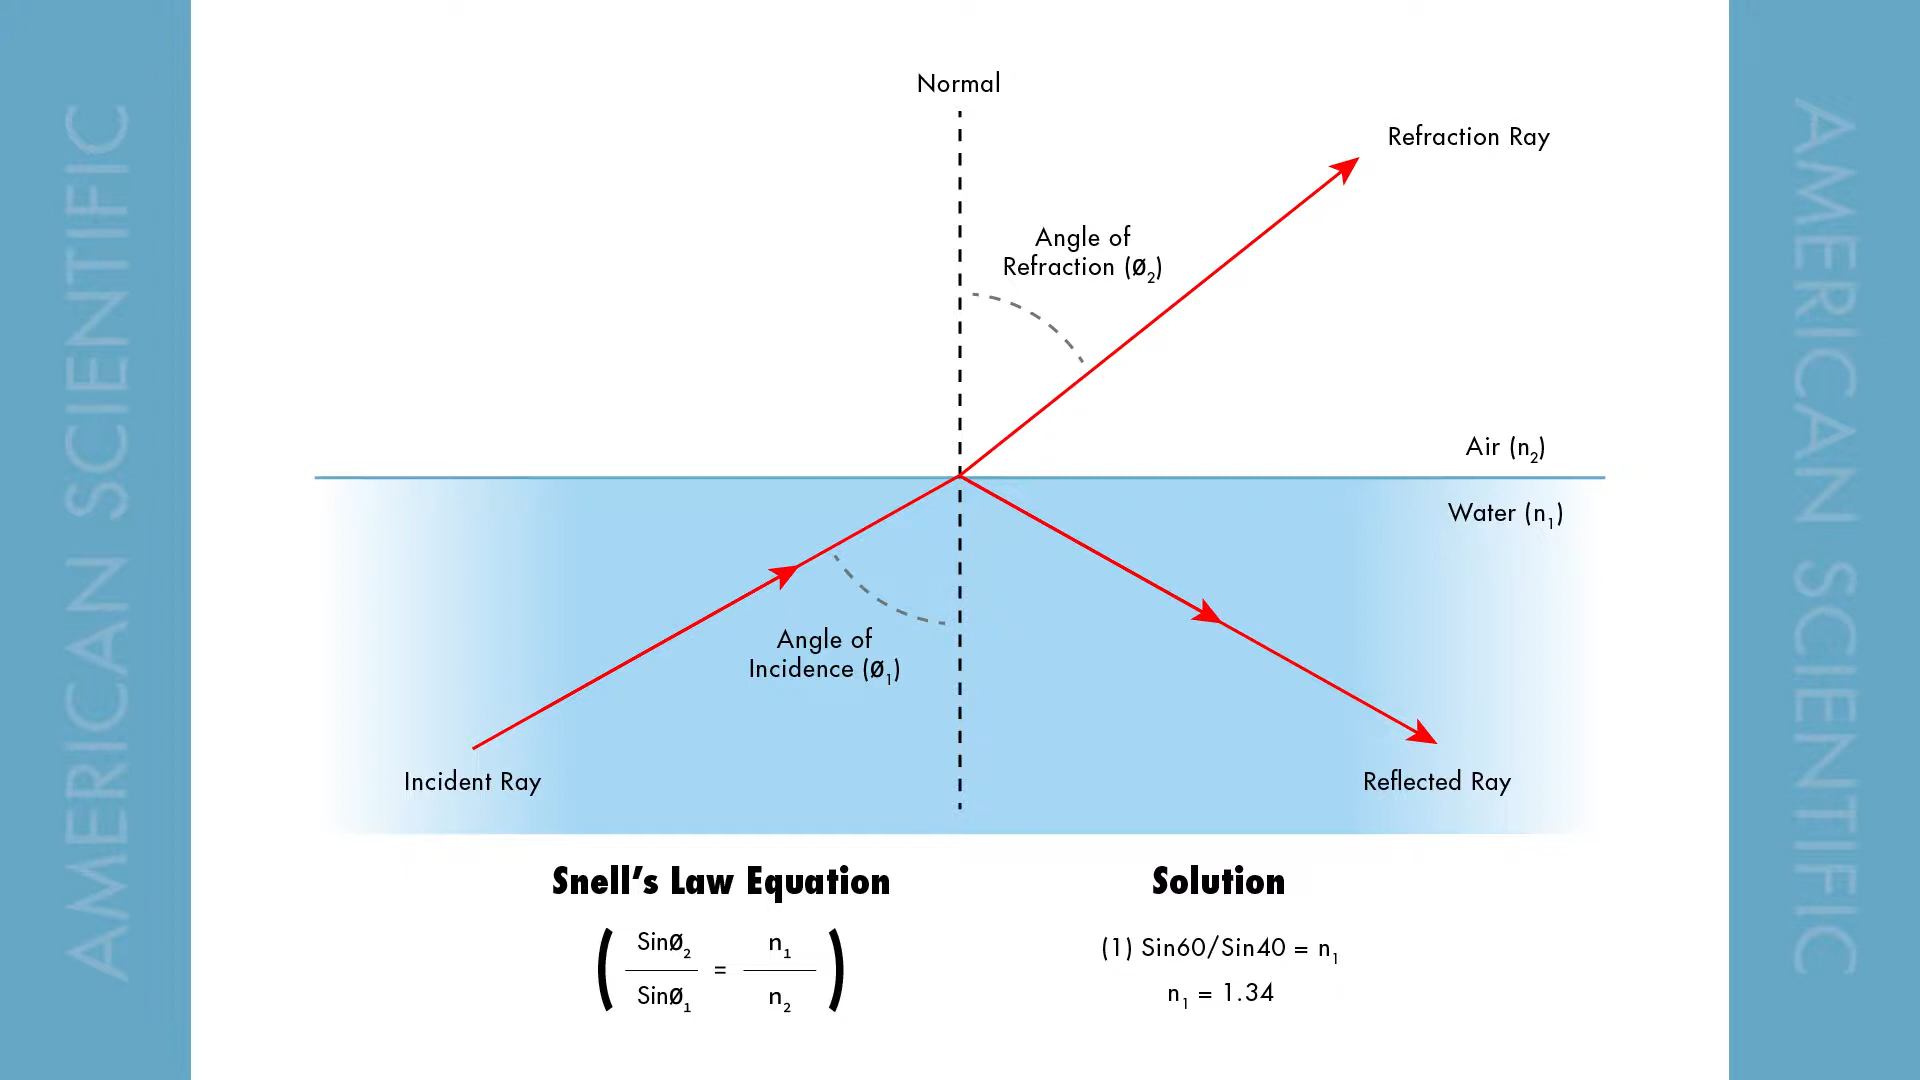 AMERICAN SCIENTIFIC
Normal
Refraction Ray
Angle of
Refraction (Ø₂)
Air (n₂)
Water (n₁)
Angle of
Incidence (Ø₁)
Incident Ray
Reflected Ray
Snell's Law Equation
(SinØ₂/SinØ₁ = n₁/n₂)
Solution
(1) Sin60/Sin40 = n₁
n₁ = 1.34
AMERICAN SCIENTIFIC